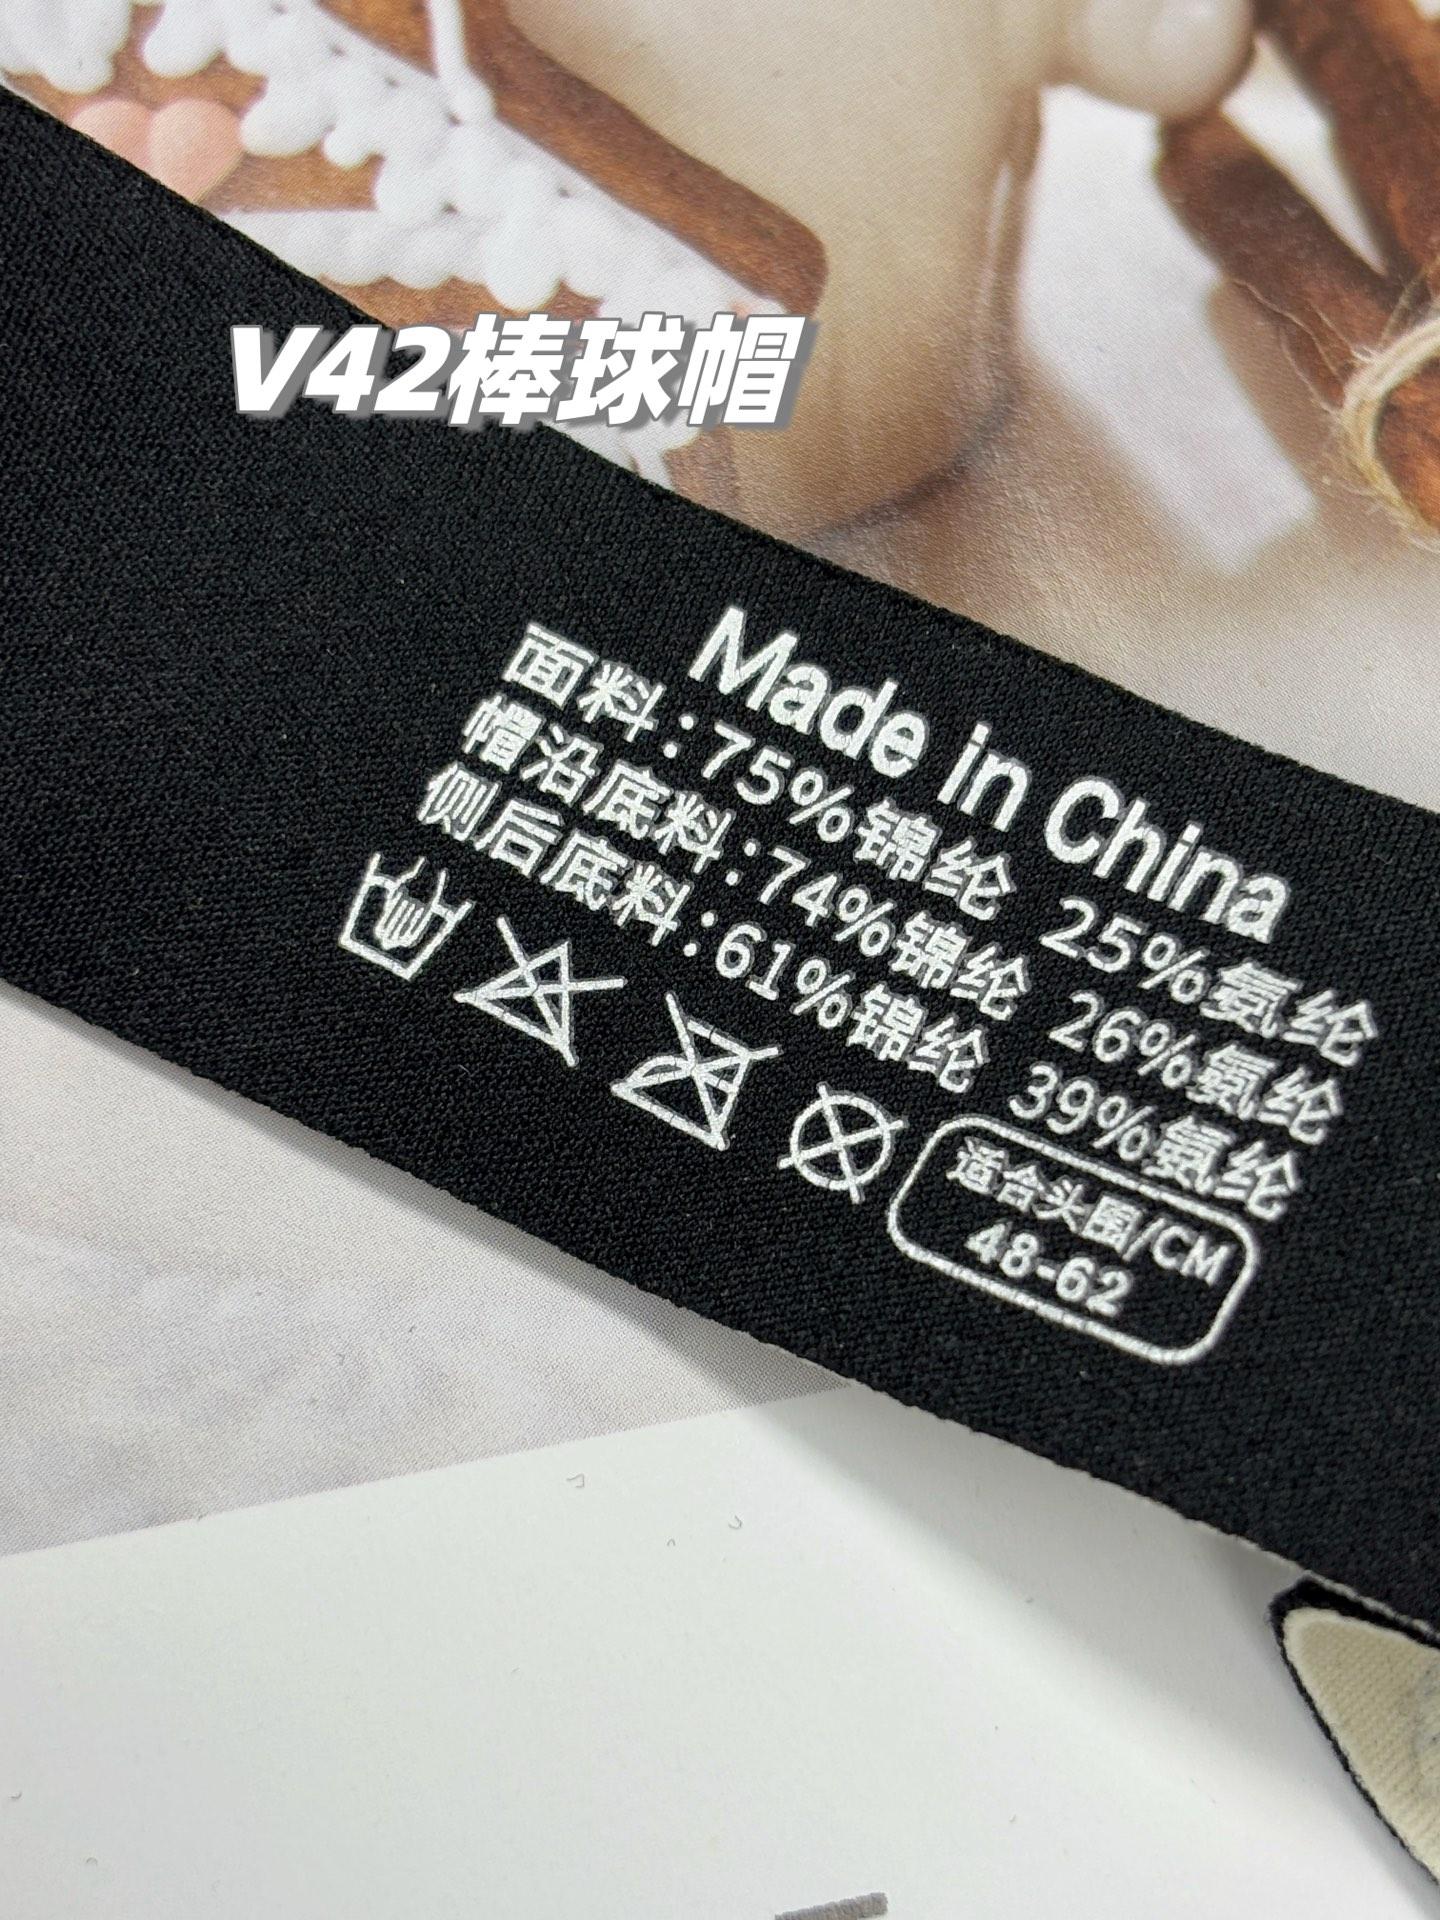 V42棒球帽
Made in China
面料:75%锦纶 25%氨纶
帽沿底料:74%锦纶 26%氨纶
侧后底料:61%锦纶 39%氨纶
适合头围/CM
48-62